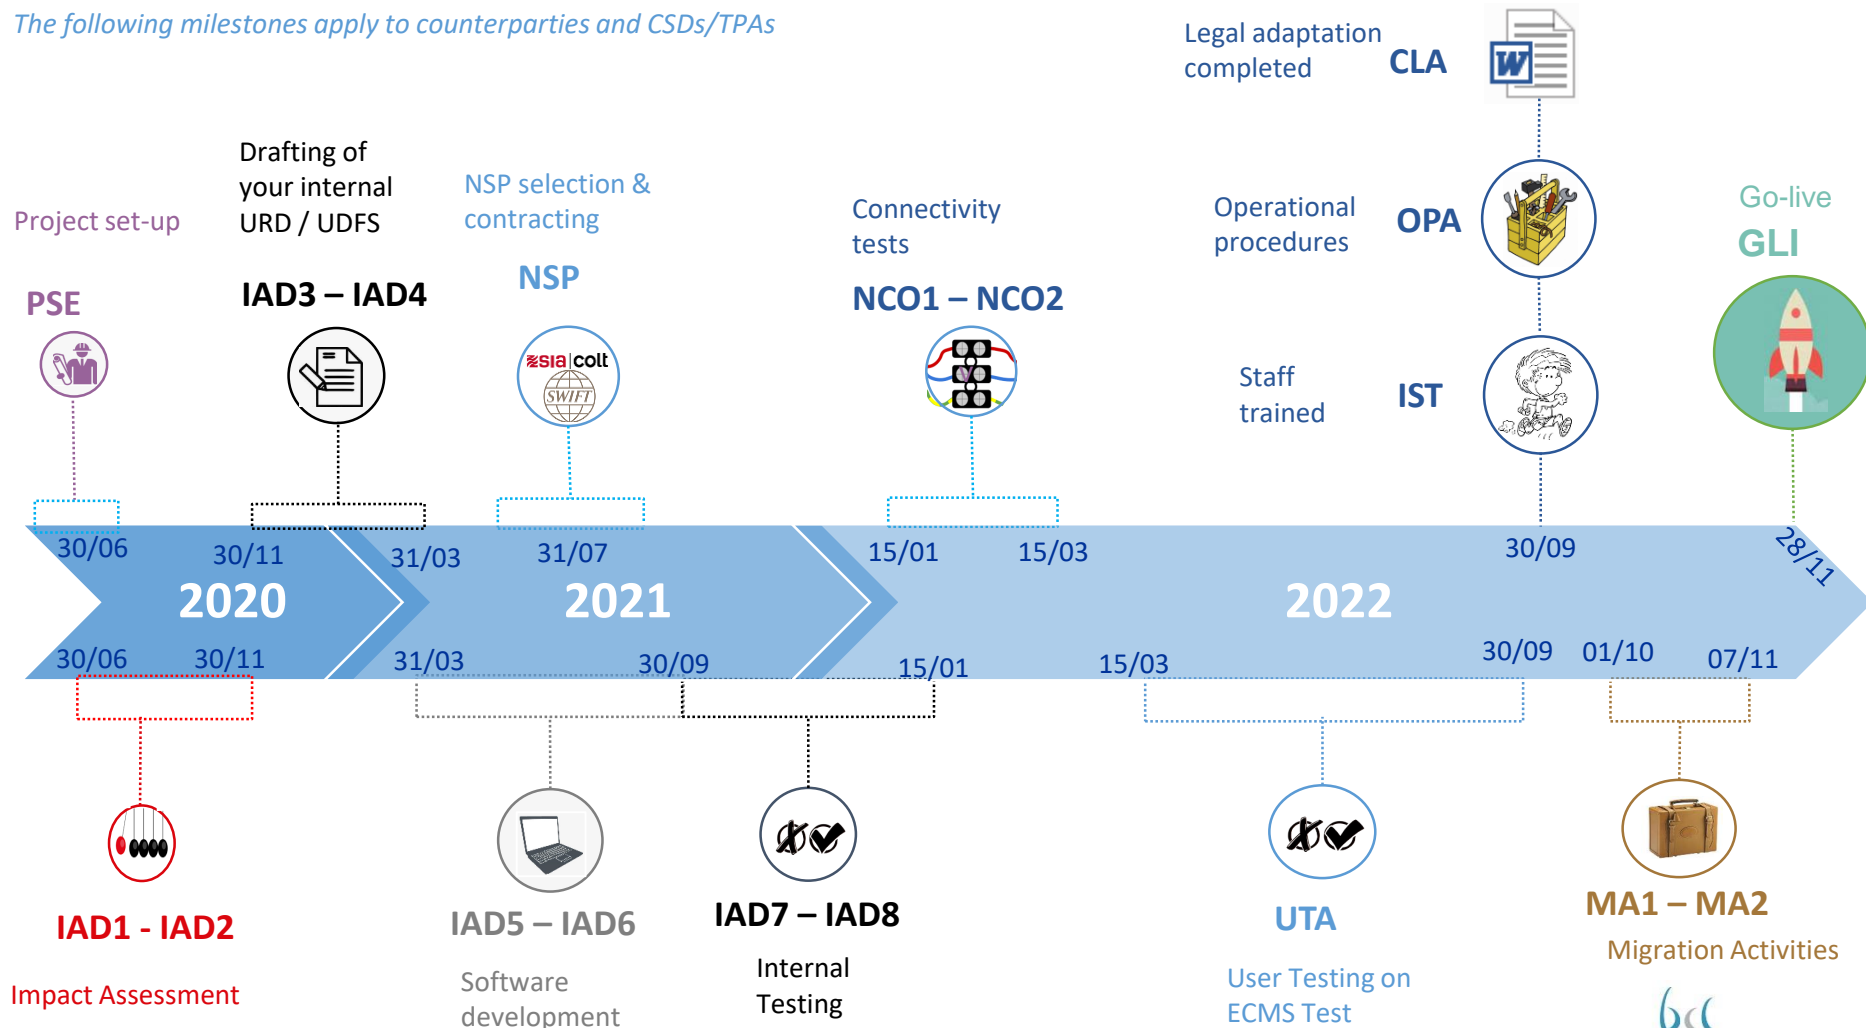 The following milestones apply to counterparties and CSDs/TPAs
Legal adaptation
completed
CLA
W
Drafting of
your internal
URD / UDFS
IAD3 – IAD4
NSP selection &
contracting
NSP
sia colt
SWIFT
Project set-up
PSE
Connectivity
tests
NCO1 – NCO2
Operational
procedures
OPA
Go-live
GLI
Staff
trained
IST
30/06
30/11
31/03
31/07
15/01
15/03
30/09
28/11
2020
2021
2022
30/06
30/11
31/03
30/09
15/01
15/03
30/09
01/10
07/11
IAD1 - IAD2
Impact Assessment
IAD5 – IAD6
Software
development
IAD7 – IAD8
Internal
Testing
UTA
User Testing on
ECMS Test
MA1 – MA2
Migration Activities
bcl